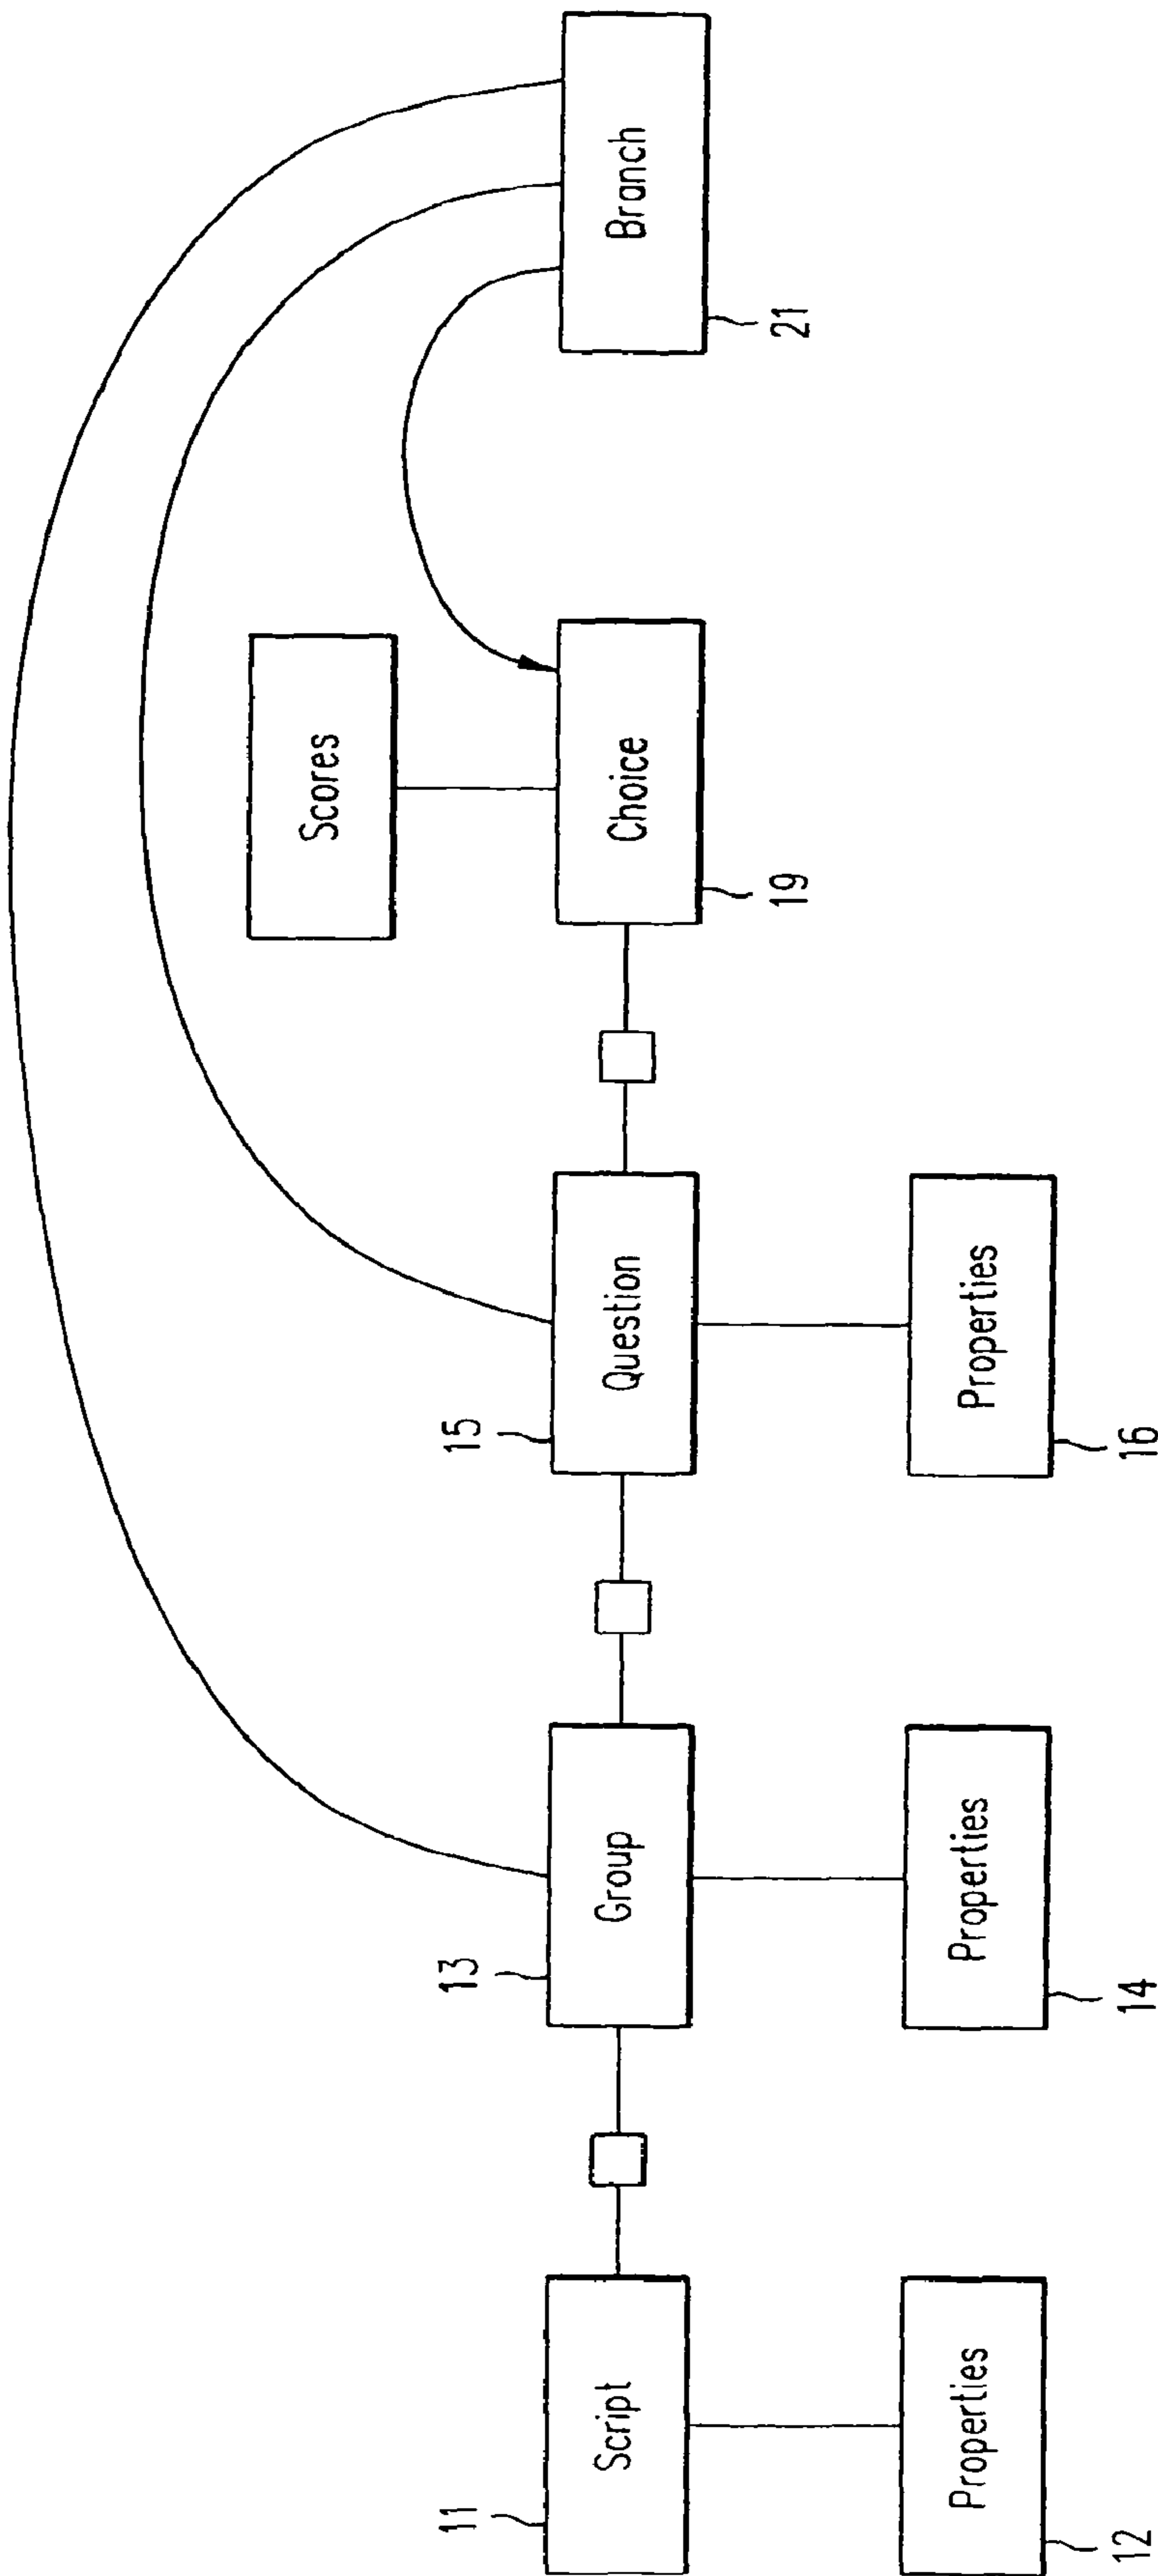 Scores
Script
Group
Question
Choice
Branch
11
13
15
19
21
Properties
Properties
Properties
12
14
16